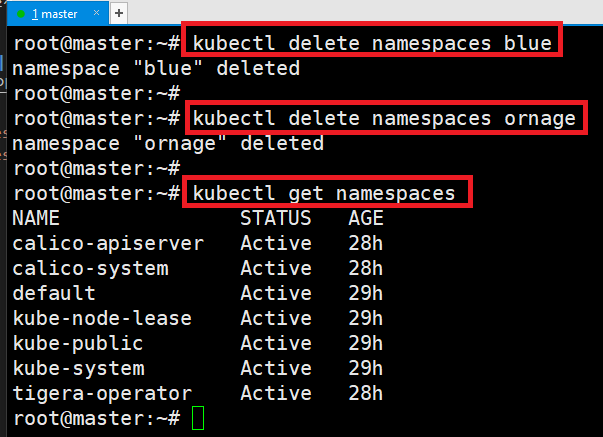 1 master × +
root@master:~# kubectl delete namespaces blue
namespace "blue" deleted
root@master:~#
root@master:~# kubectl delete namespaces ornage
namespace "ornage" deleted
root@master:~#
root@master:~# kubectl get namespaces
NAME STATUS AGE
calico-apiserver Active 28h
calico-system Active 28h
default Active 29h
kube-node-lease Active 29h
kube-public Active 29h
kube-system Active 29h
tigera-operator Active 28h
root@master:~#